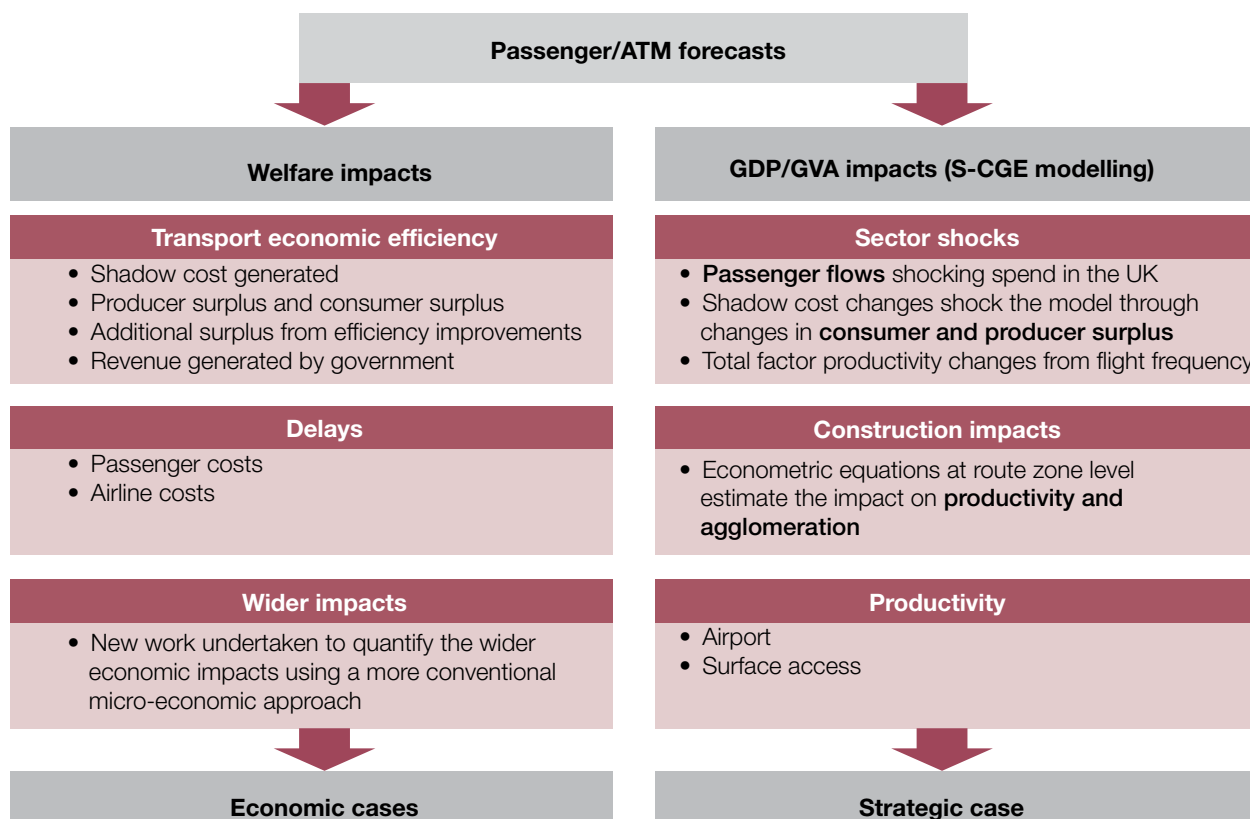 Passenger/ATM forecasts
Welfare impacts
Transport economic efficiency
• Shadow cost generated
• Producer surplus and consumer surplus
• Additional surplus from efficiency improvements
• Revenue generated by government
Delays
• Passenger costs
• Airline costs
Wider impacts
• New work undertaken to quantify the wider
economic impacts using a more conventional
micro-economic approach
Economic cases
GDP/GVA impacts (S-CGE modelling)
Sector shocks
• Passenger flows shocking spend in the UK
• Shadow cost changes shock the model through
changes in consumer and producer surplus
• Total factor productivity changes from flight frequency
Construction impacts
• Econometric equations at route zone level
estimate the impact on productivity and
agglomeration
Productivity
• Airport
• Surface access
Strategic case